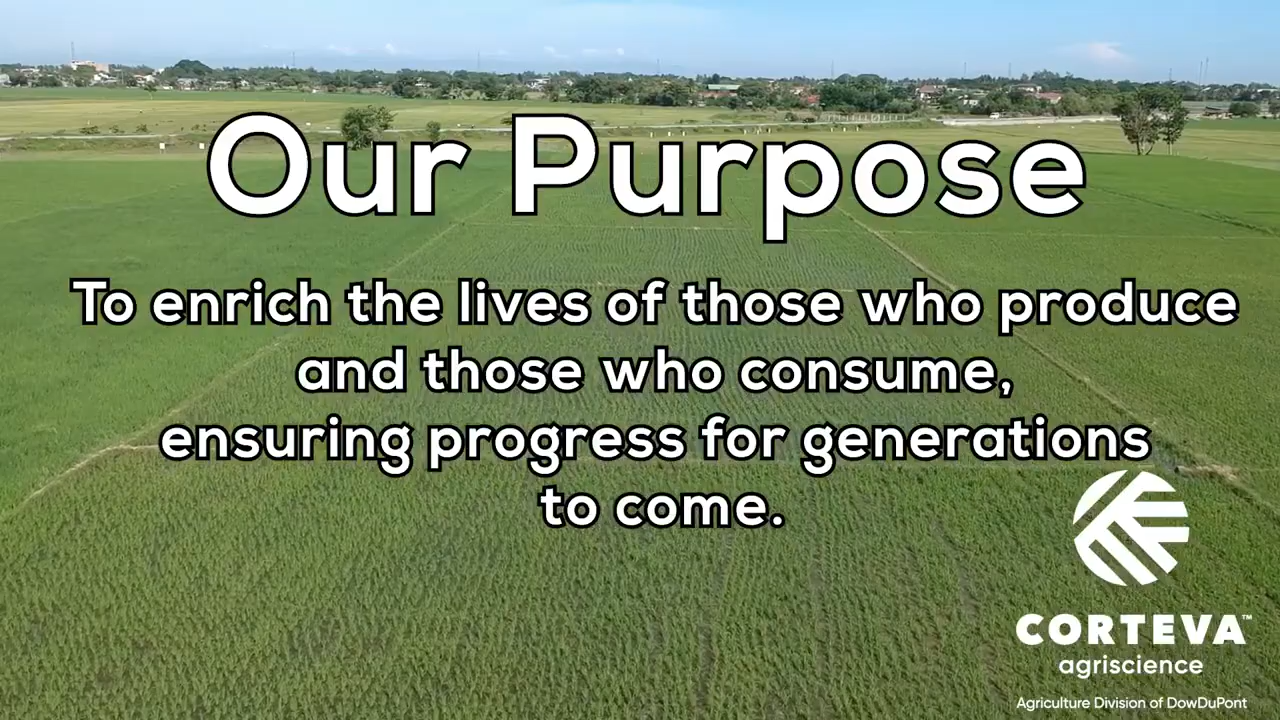 Our Purpose
To enrich the lives of those who produce
and those who consume,
ensuring progress for generations
to come.
CORTEVA™
agriscience
Agriculture Division of DowDuPont